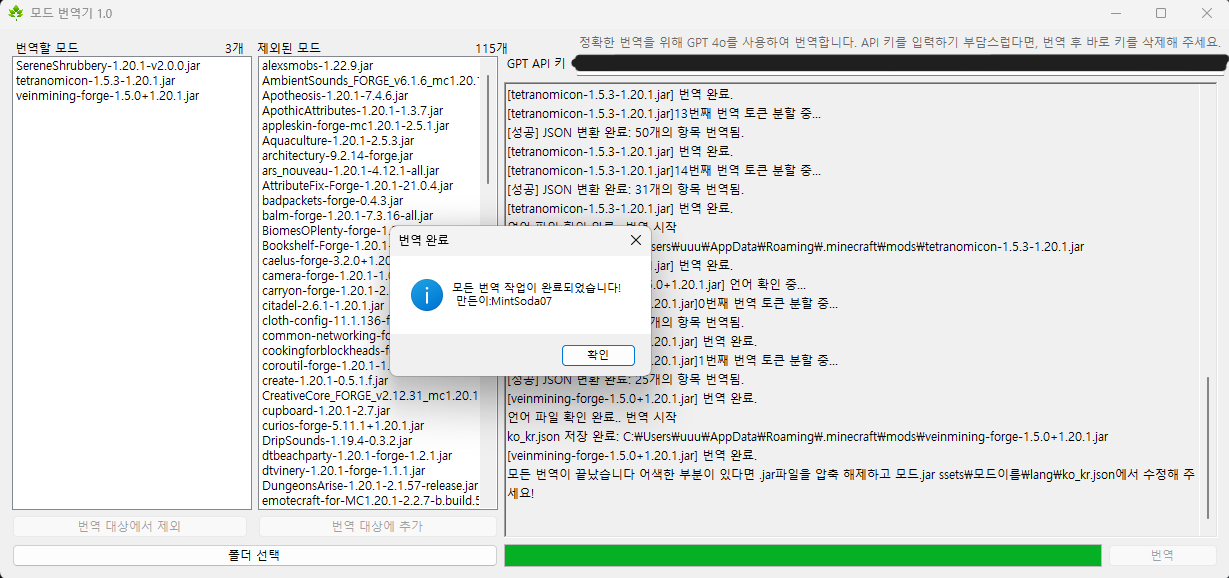 모드 번역기 1.0
번역할 모드 3개
SereneShrubbery-1.20.1-v2.0.0.jar
tetranomicon-1.5.3-1.20.1.jar
veinmining-forge-1.5.0+1.20.1.jar
제외된 모드 115개
alexsmobs-1.22.9.jar
AmbientSounds_FORGE_v6.1.6_mc1.20.1
Apotheosis-1.20.1-7.4.6.jar
ApothicAttributes-1.20.1-1.3.7.jar
appleskin-forge-mc1.20.1-2.5.1.jar
Aquaculture-1.20.1-2.5.3.jar
architectury-9.2.14-forge.jar
ars_nouveau-1.20.1-4.12.1-all.jar
AttributeFix-Forge-1.20.1-21.0.4.jar
badpackets-forge-0.4.3.jar
balm-forge-1.20.1-7.3.16-all.jar
BiomesOPlenty-forge-1.
Bookshelf-Forge-1.20.1-
caelus-forge-3.2.0+1.20
camera-forge-1.20.1-1.0
carryon-forge-1.20.1-2.
citadel-2.6.1-1.20.1.jar
cloth-config-11.1.136-f
common-networking-fo
cookingforblockheads-f
coroutil-forge-1.20.1-1.
create-1.20.1-0.5.1.f.jar
CreativeCore_FORGE_v2.12.31_mc1.20.1
cupboard-1.20.1-2.7.jar
curios-forge-5.11.1+1.20.1.jar
DripSounds-1.19.4-0.3.2.jar
dtbeachparty-1.20.1-forge-1.2.1.jar
dtvinery-1.20.1-forge-1.1.1.jar
DungeonsArise-1.20.1-2.1.57-release.jar
emotecraft-for-MC1.20.1-2.2.7-b.build.5
번역 대상에서 제외
번역 대상에 추가
폴더 선택
정확한 번역을 위해 GPT 4o를 사용하여 번역합니다. API 키를 입력하기 부담스럽다면, 번역 후 바로 키를 삭제해 주세요.
GPT API 키
[tetranomicon-1.5.3-1.20.1.jar] 번역 완료.
[tetranomicon-1.5.3-1.20.1.jar]13번째 번역 토큰 분할 중...
[성공] JSON 변환 완료: 50개의 항목 번역됨.
[tetranomicon-1.5.3-1.20.1.jar] 번역 완료.
[tetranomicon-1.5.3-1.20.1.jar]14번째 번역 토큰 분할 중...
[성공] JSON 변환 완료: 31개의 항목 번역됨.
[tetranomicon-1.5.3-1.20.1.jar] 번역 완료.
언어 파일 확인 완료.. 번역 시작
sers₩uuu₩AppData₩Roaming₩.minecraft₩mods₩tetranomicon-1.5.3-1.20.1.jar
.1.jar] 번역 완료.
5.0+1.20.1.jar] 언어 확인 중...
.20.1.jar]0번째 번역 토큰 분할 중...
개의 항목 번역됨.
.20.1.jar] 번역 완료.
.20.1.jar]1번째 번역 토큰 분할 중...
[성공] JSON 변환 완료: 25개의 항목 번역됨.
[veinmining-forge-1.5.0+1.20.1.jar] 번역 완료.
언어 파일 확인 완료.. 번역 시작
ko_kr.json 저장 완료: C:₩Users₩uuu₩AppData₩Roaming₩.minecraft₩mods₩veinmining-forge-1.5.0+1.20.1.jar
[veinmining-forge-1.5.0+1.20.1.jar] 번역 완료.
모든 번역이 끝났습니다 어색한 부분이 있다면 .jar파일을 압축 해제하고 모드.jar ssets₩모드이름₩lang₩ko_kr.json에서 수정해 주
세요!
번역
번역 완료
모든 번역 작업이 완료되었습니다!
만든이:MintSoda07
확인